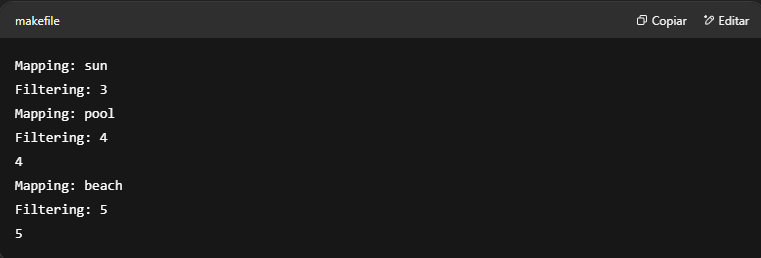 makefile
Copiar
Editar
Mapping: sun
Filtering: 3
Mapping: pool
Filtering: 4
4
Mapping: beach
Filtering: 5
5